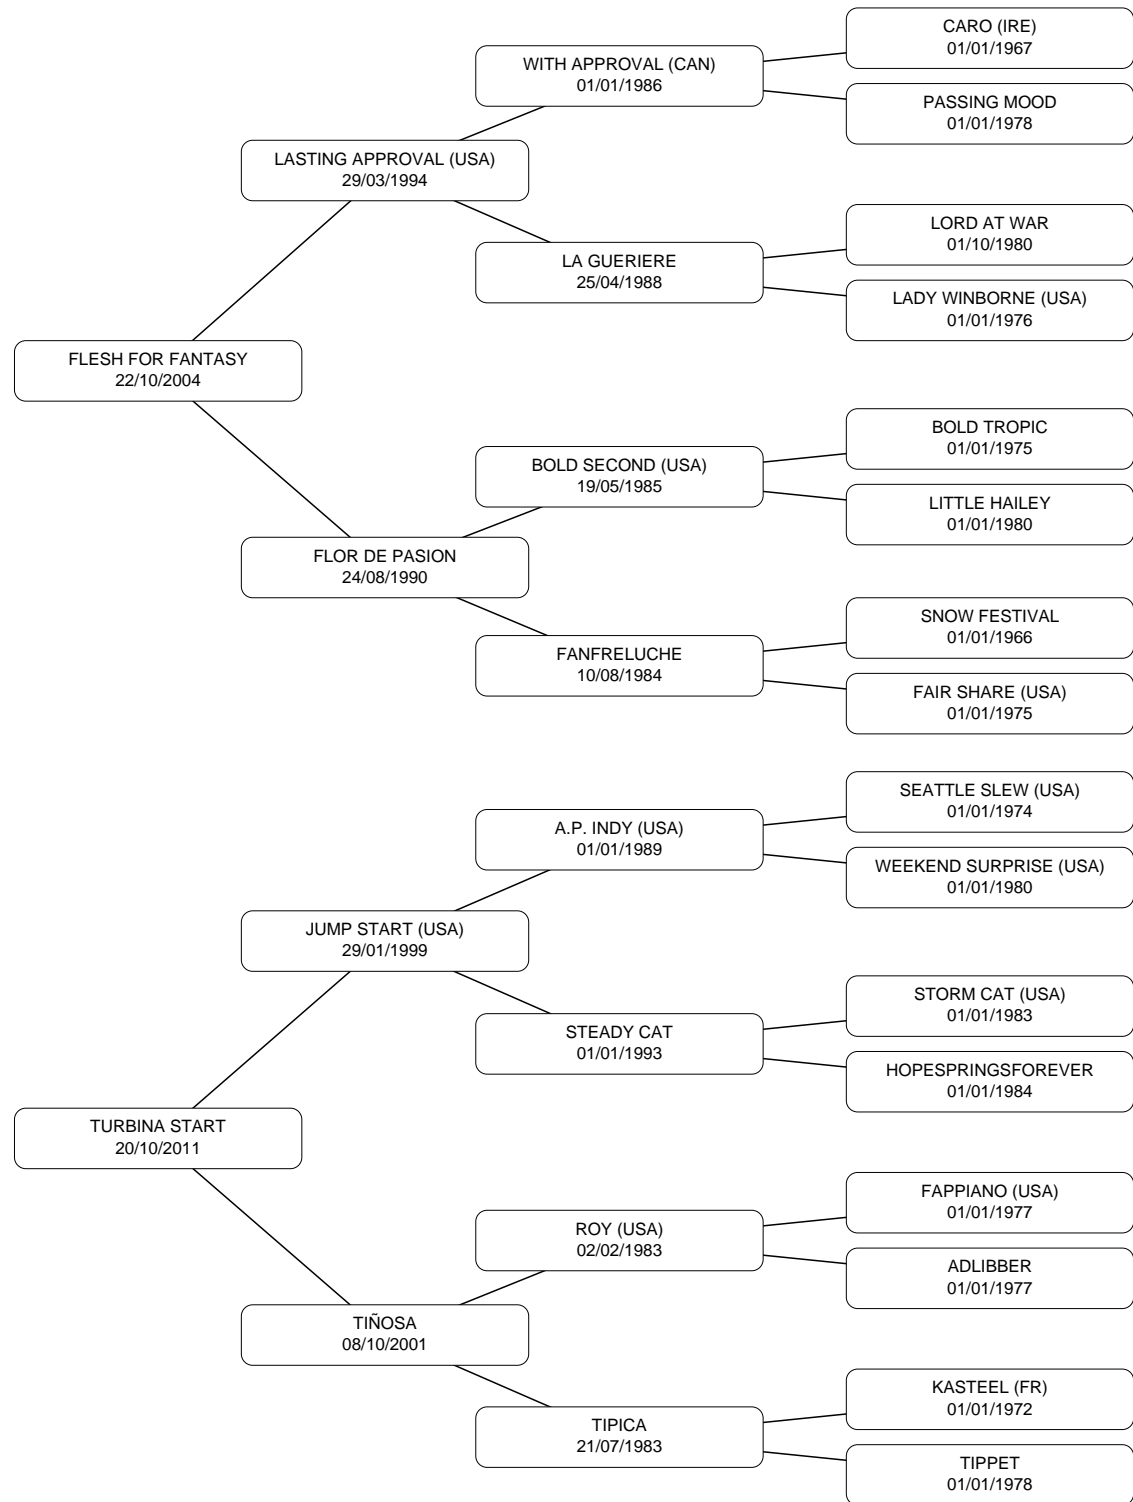 CARO (IRE)
01/01/1967
WITH APPROVAL (CAN)
01/01/1986
PASSING MOOD
01/01/1978
LASTING APPROVAL (USA)
29/03/1994
LORD AT WAR
01/10/1980
LA GUERIERE
25/04/1988
LADY WINBORNE (USA)
01/01/1976
FLESH FOR FANTASY
22/10/2004
BOLD TROPIC
01/01/1975
BOLD SECOND (USA)
19/05/1985
LITTLE HAILEY
01/01/1980
FLOR DE PASION
24/08/1990
SNOW FESTIVAL
01/01/1966
FANFRELUCHE
10/08/1984
FAIR SHARE (USA)
01/01/1975
SEATTLE SLEW (USA)
01/01/1974
A.P. INDY (USA)
01/01/1989
WEEKEND SURPRISE (USA)
01/01/1980
JUMP START (USA)
29/01/1999
STORM CAT (USA)
01/01/1983
STEADY CAT
01/01/1993
HOPESPRINGSFOREVER
01/01/1984
TURBINA START
20/10/2011
FAPPIANO (USA)
01/01/1977
ROY (USA)
02/02/1983
ADLIBBER
01/01/1977
TIÑOSA
08/10/2001
KASTEEL (FR)
01/01/1972
TIPICA
21/07/1983
TIPPET
01/01/1978